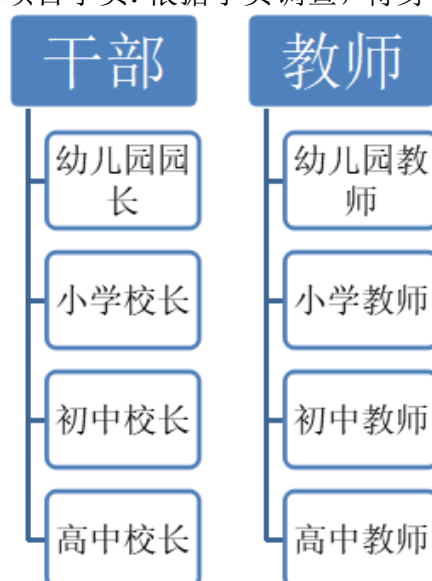 干部
幼儿园园
长
小学校长
初中校长
高中校长
教师
幼儿园教
师
小学教师
初中教师
高中教师